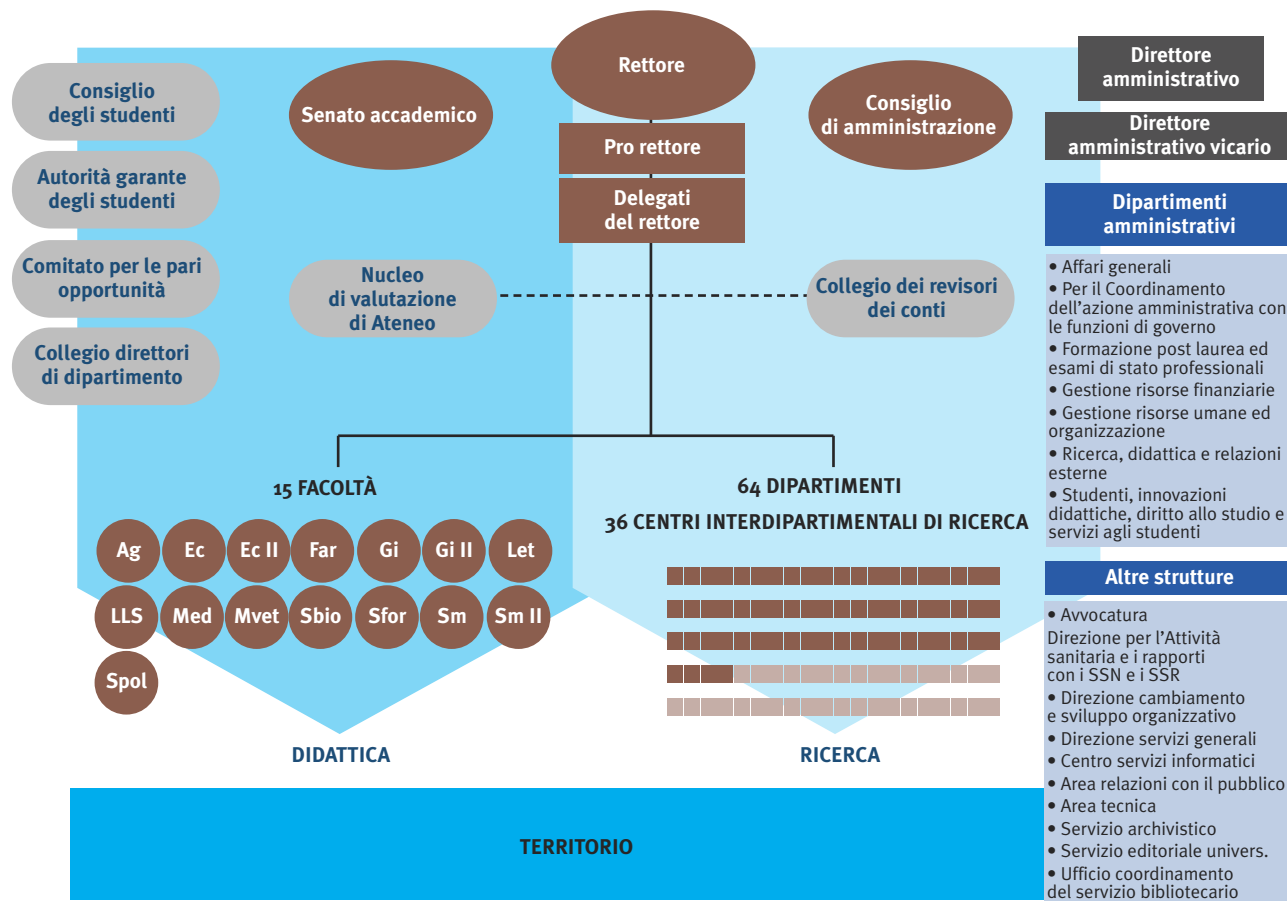 Rettore
Direttore
amministrativo
Consiglio
degli studenti
Senato accademico
Consiglio
di amministrazione
Direttore
amministrativo vicario
Pro rettore
Autorità garante
degli studenti
Delegati
del rettore
Dipartimenti
amministrativi
Comitato per le pari
opportunità
Nucleo
di valutazione
di Ateneo
Collegio dei revisori
dei conti
Collegio direttori
di dipartimento
• Affari generali
• Per il Coordinamento
dell'azione amministrativa con
le funzioni di governo
• Formazione post laurea ed
esami di stato professionali
• Gestione risorse finanziarie
• Gestione risorse umane ed
organizzazione
• Ricerca, didattica e relazioni
esterne
• Studenti, innovazioni
didattiche, diritto allo studio e
servizi agli studenti
15 FACOLTÀ
64 DIPARTIMENTI
36 CENTRI INTERDIPARTIMENTALI DI RICERCA
Ag Ec Ec II Far Gi Gi II Let
LLS Med Mvet Sbio Sfor Sm Sm II
Spol
Altre strutture
• Avvocatura
Direzione per l'Attività
sanitaria e i rapporti
con i SSN e i SSR
• Direzione cambiamento
e sviluppo organizzativo
• Direzione servizi generali
• Centro servizi informatici
• Area relazioni con il pubblico
• Area tecnica
• Servizio archivistico
• Servizio editoriale univers.
• Ufficio coordinamento
del servizio bibliotecario
DIDATTICA
RICERCA
TERRITORIO